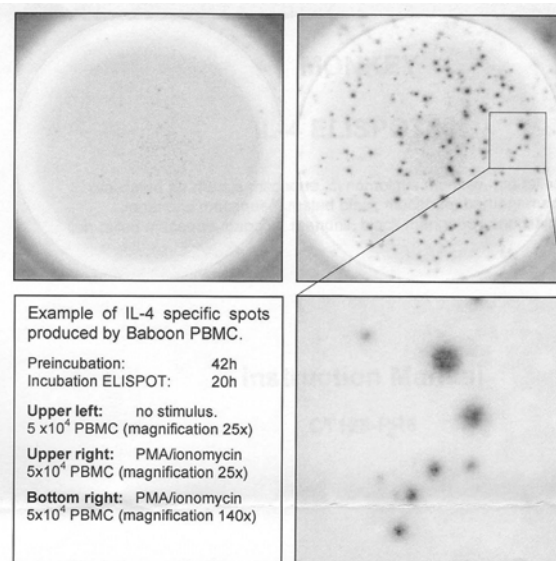 Example of IL-4 specific spots
produced by Baboon PBMC.
Preincubation: 42h
Incubation ELISPOT: 20h
Upper left: no stimulus.
5 x10⁴ PBMC (magnification 25x)
Upper right: PMA/ionomycin
5x10⁴ PBMC (magnification 25x)
Bottom right: PMA/ionomycin
5x10⁴ PBMC (magnification 140x)